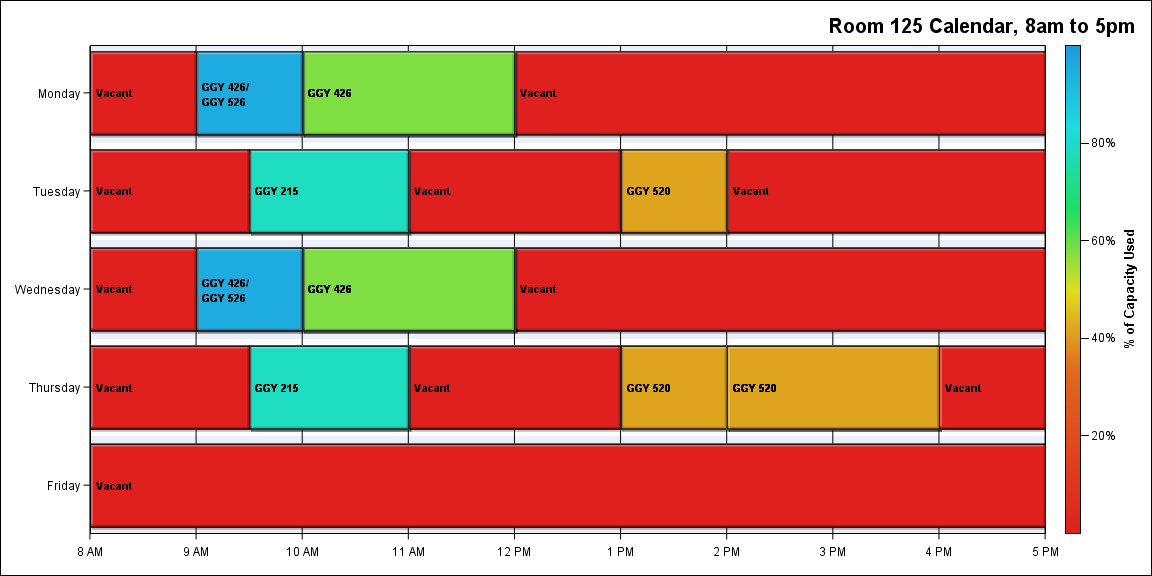 Room 125 Calendar, 8am to 5pm
Monday
Vacant
GGY 426/
GGY 526
GGY 426
Vacant
Tuesday
Vacant
GGY 215
Vacant
GGY 520
Vacant
Wednesday
Vacant
GGY 426/
GGY 526
GGY 426
Vacant
Thursday
Vacant
GGY 215
Vacant
GGY 520
GGY 520
Vacant
Friday
Vacant
8 AM
9 AM
10 AM
11 AM
12 PM
1 PM
2 PM
3 PM
4 PM
5 PM
80%
60%
40%
20%
% of Capacity Used